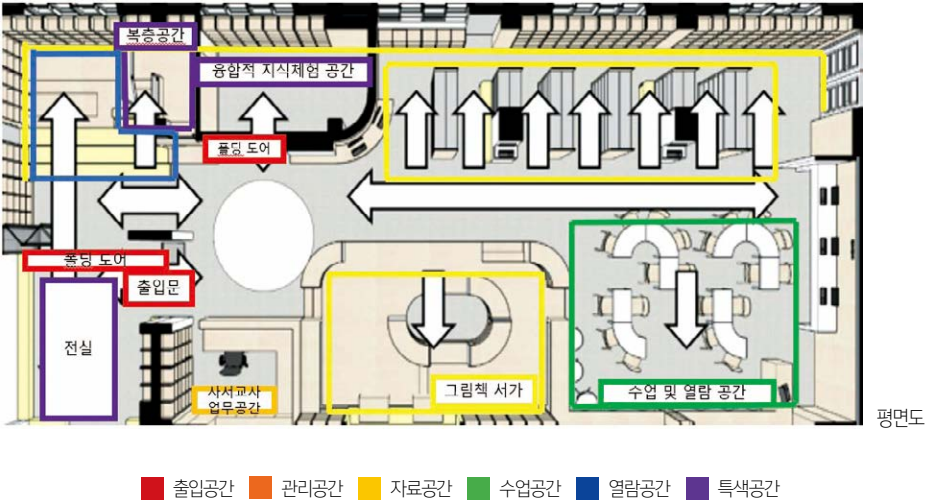 복층공간
융합적 지식체험 공간
폴딩 도어
폴딩 도어
출입문
전실
사서교사
업무공간
그림책 서가
수업 및 열람 공간
평면도
출입공간
관리공간
자료공간
수업공간
열람공간
특색공간